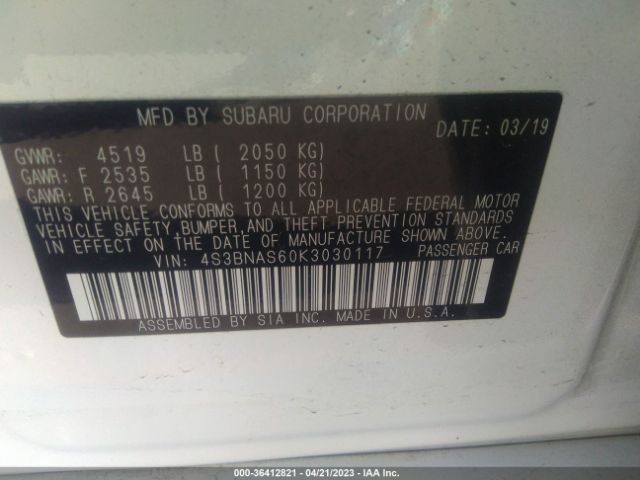 MFD BY SUBARU CORPORATION
DATE: 03/19
GVWR: 4519 LB ( 2050 KG)
GAWR: F 2535 LB ( 1150 KG)
GAWR: R 2645 LB ( 1200 KG)
THIS VEHICLE CONFORMS TO ALL APPLICABLE FEDERAL MOTOR
VEHICLE SAFETY, BUMPER, AND THEFT PREVENTION STANDARDS
IN EFFECT ON THE DATE OF MANUFACTURE SHOWN ABOVE.
VIN: 4S3BNAS60K3030117 PASSENGER CAR
ASSEMBLED BY SIA INC. MADE IN U.S.A.
000-36412821 - 04/21/2023 - IAA Inc.